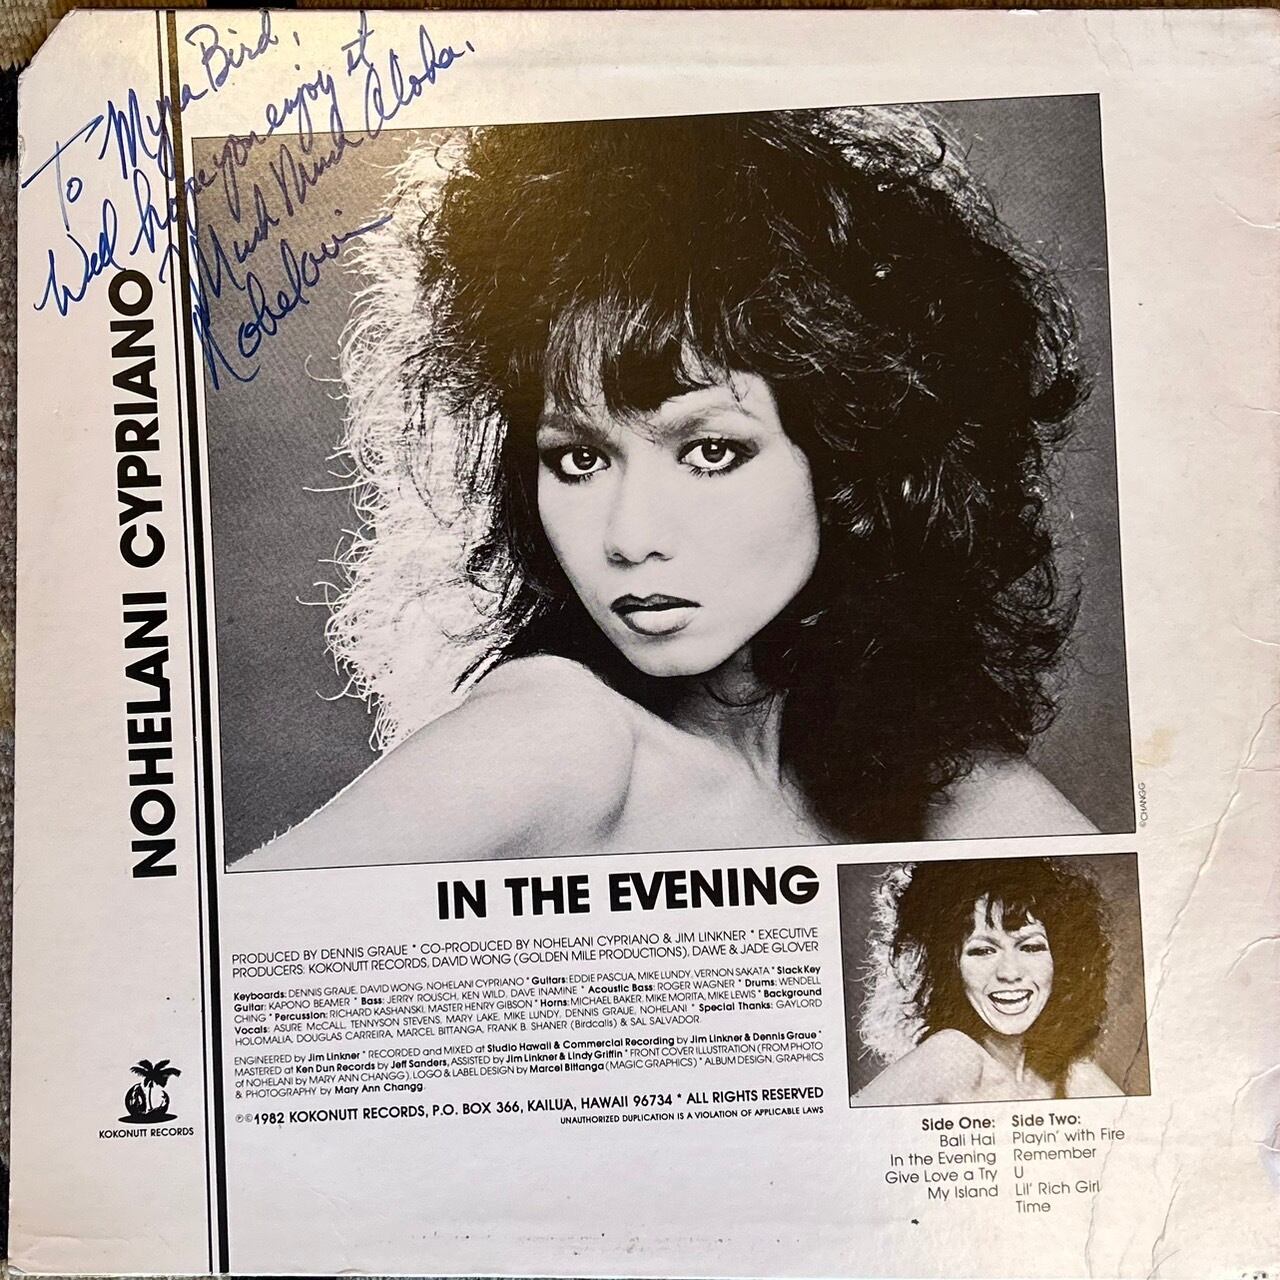 To Myra Bird,
Well hope you enjoy it
Much Much Aloha.
Nohelani
NOHELANI CYPRIANO
©CHANGG
IN THE EVENING
PRODUCED BY DENNIS GRAUE * CO-PRODUCED BY NOHELANI CYPRIANO & JIM LINKNER * EXECUTIVE
PRODUCERS: KOKONUTT RECORDS, DAVID WONG (GOLDEN MILE PRODUCTIONS), DAWE & JADE GLOVER
Keyboards: DENNIS GRAUE, DAVID WONG, NOHELANI CYPRIANO * Guitars: EDDIE PASCUA, MIKE LUNDY, VERNON SAKATA * Slack Key
Guitar: KAPONO BEAMER * Bass: JERRY ROUSCH, KEN WILD, DAVE INAMINE * Acoustic Bass: ROGER WAGNER * Drums: WENDELL
CHING * Percussion: RICHARD KASHANSKI, MASTER HENRY GIBSON * Horns: MICHAEL BAKER, MIKE MORITA, MIKE LEWIS * Background
Vocals: ASURE McCALL, TENNYSON STEVENS, MARY LAKE, MIKE LUNDY, DENNIS GRAUE, NOHELANI * Special Thanks: GAYLORD
HOLOMALIA, DOUGLAS CARREIRA, MARCEL BITTANGA, FRANK B. SHANER (Birdcalls) & SAL SALVADOR.
ENGINEERED by Jim Linkner * RECORDED and MIXED at Studio Hawaii & Commercial Recording by Jim Linkner & Dennis Graue *
MASTERED at Ken Dun Records by Jeff Sanders, ASSISTED by Jim Linkner & Lindy Griffin * FRONT COVER ILLUSTRATION (FROM PHOTO
of NOHELANI by MARY ANN CHANGG). LOGO & LABEL DESIGN by Marcel Bittanga (MAGIC GRAPHICS) * ALBUM DESIGN, GRAPHICS
& PHOTOGRAPHY by Mary Ann Changg.
℗©1982 KOKONUTT RECORDS, P.O. BOX 366, KAILUA, HAWAII 96734 * ALL RIGHTS RESERVED
UNAUTHORIZED DUPLICATION IS A VIOLATION OF APPLICABLE LAWS
KOKONUTT RECORDS
Side One:
Bali Hai
In the Evening
Give Love a Try
My Island
Side Two:
Playin' with Fire
Remember
U
Lil' Rich Girl
Time